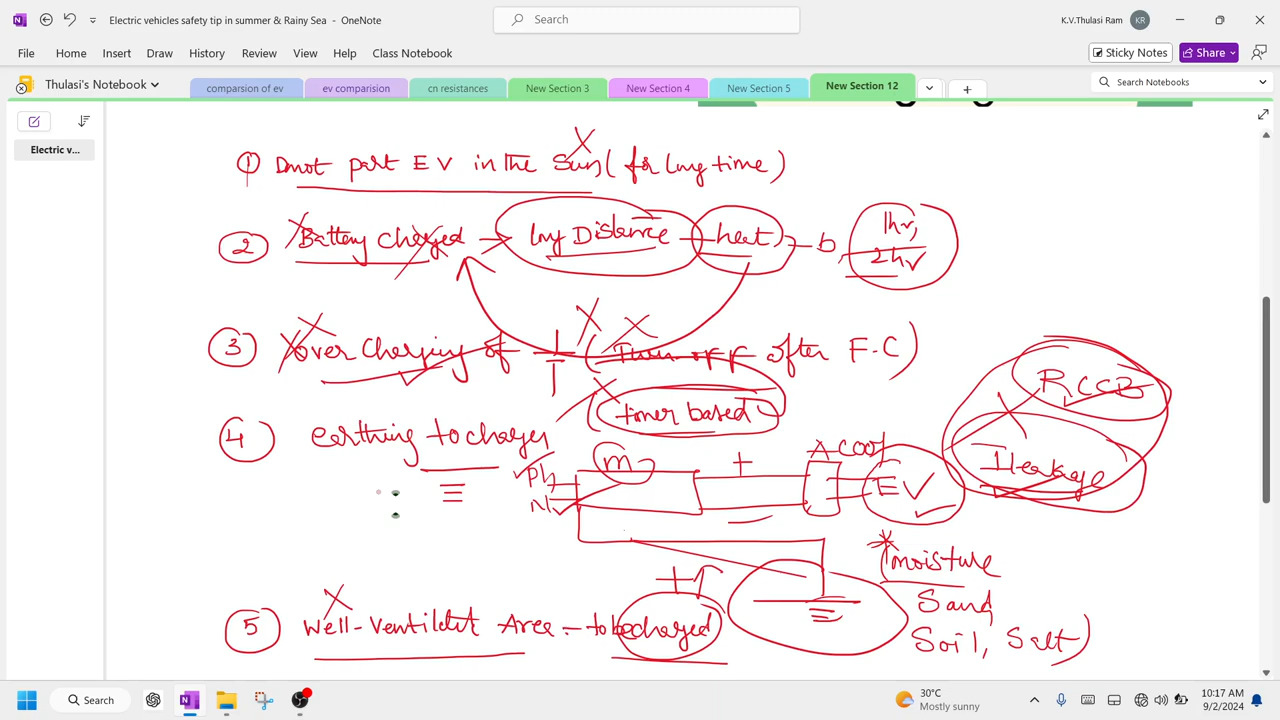 Electric vehicles safety tip in summer & Rainy Sea - OneNote
Search
K.V.Thulasi Ram KR
File Home Insert Draw History Review View Help Class Notebook
Sticky Notes Share
Thulasi's Notebook
comparsion of ev
ev comparision
cn resistances
New Section 3
New Section 4
New Section 5
New Section 12
Search Notebooks
Electric v...
① Donot park EV in the Sun (for long time)
② Battery Charged → long Distance - heat - 1hr, 2hr
③ Over Charging of (Turn off after F.C)
timer based
④ earthing to charger
RCCB
Ileakage
m
+
-
A
Ph
N
EV
*moisture
Sand
Soil, Salt)
+
⑤ Well-Ventilatet Area - to be charged
Search
30°C
Mostly sunny
10:17 AM
9/2/2024